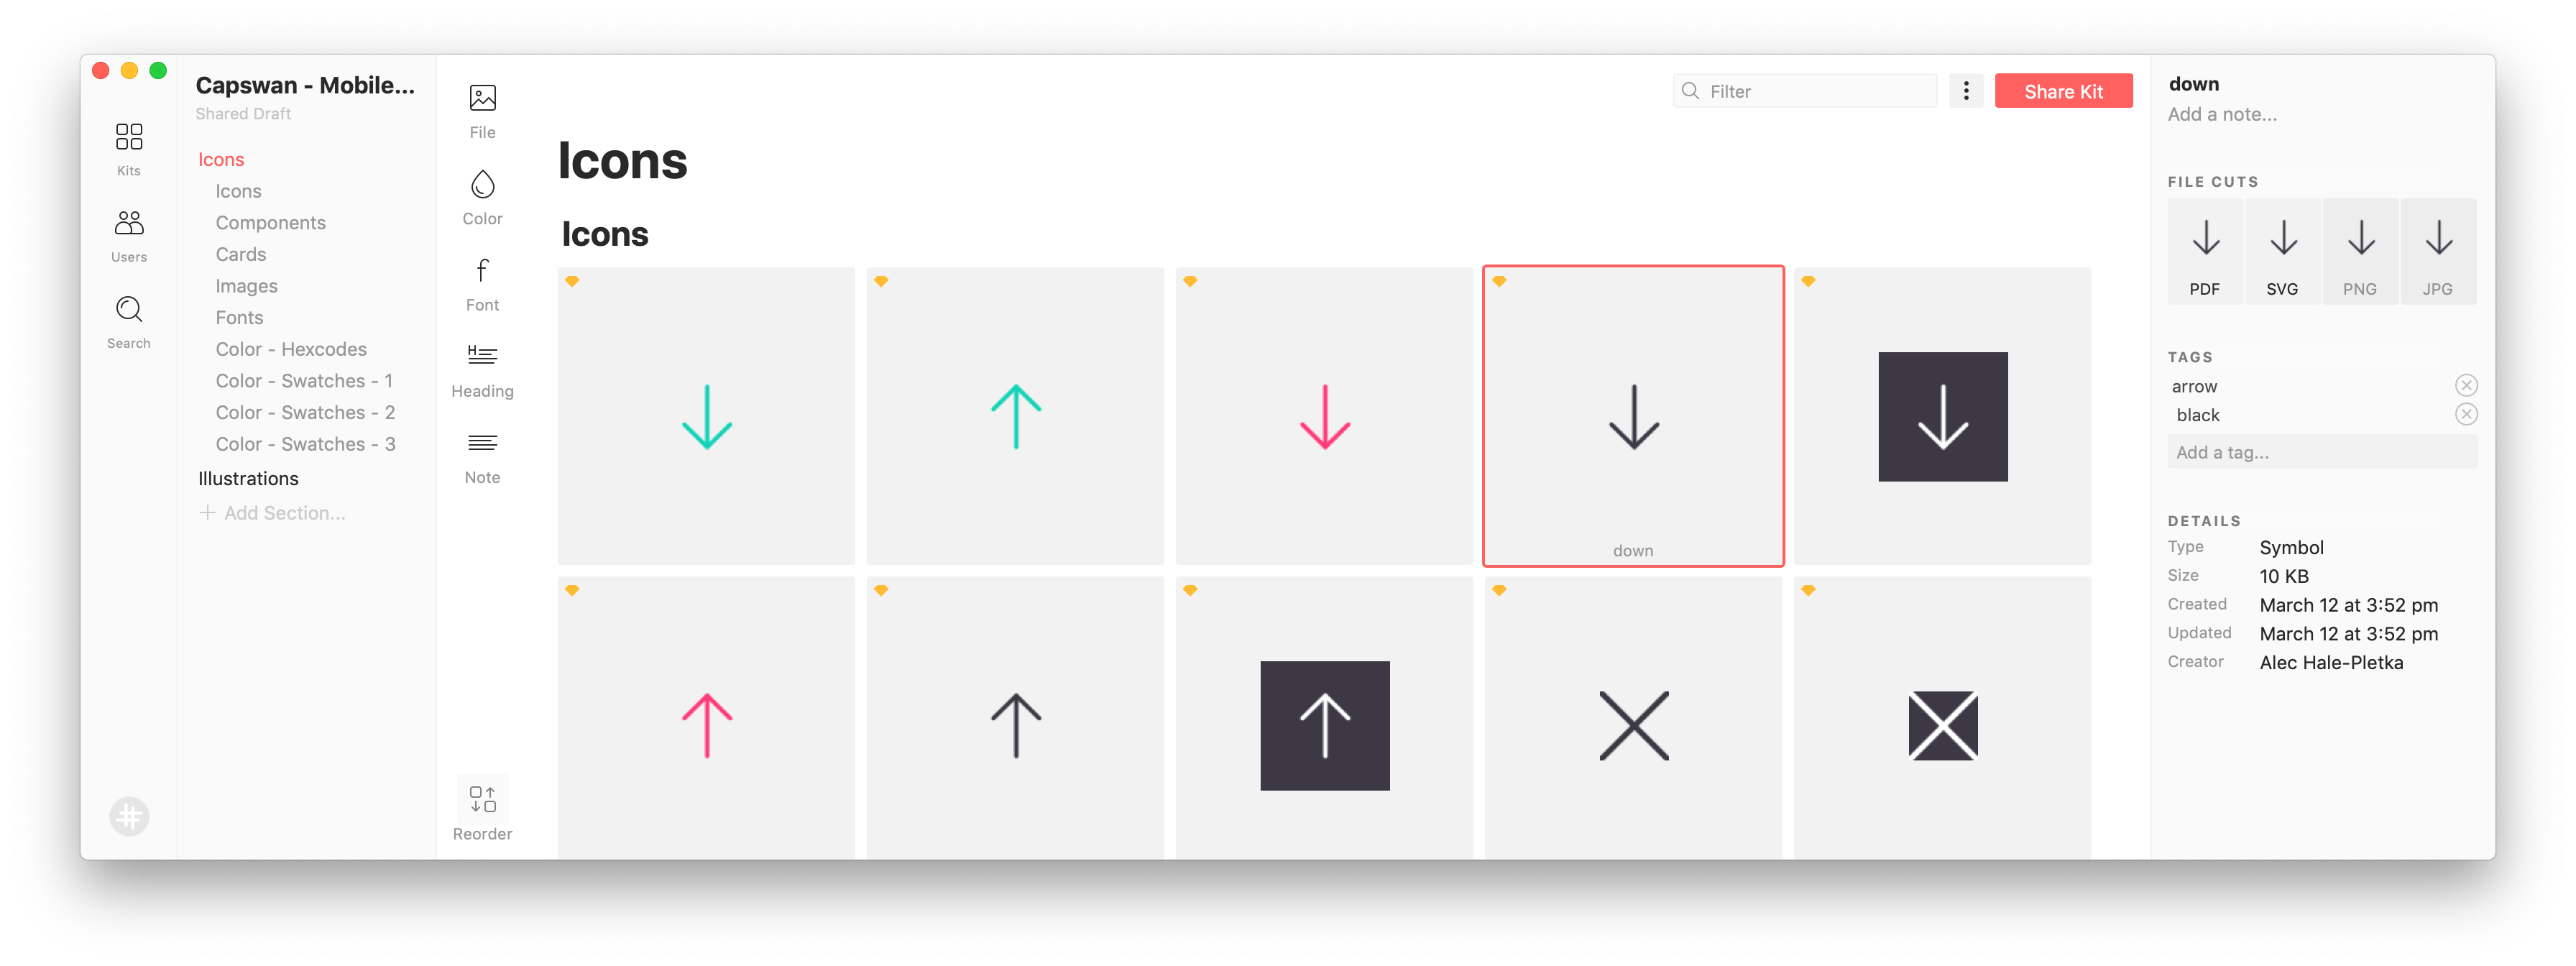 Kits
Users
Search
Capswan - Mobile...
Shared Draft
Icons
Icons
Components
Cards
Images
Fonts
Color - Hexcodes
Color - Swatches - 1
Color - Swatches - 2
Color - Swatches - 3
Illustrations
Add Section...
File
Color
Font
Heading
Note
Reorder
Filter
Share Kit
Icons
Icons
down
down
Add a note...
FILE CUTS
PDF SVG PNG JPG
TAGS
arrow
black
Add a tag...
DETAILS
Type Symbol
Size 10 KB
Created March 12 at 3:52 pm
Updated March 12 at 3:52 pm
Creator Alec Hale-Pletka